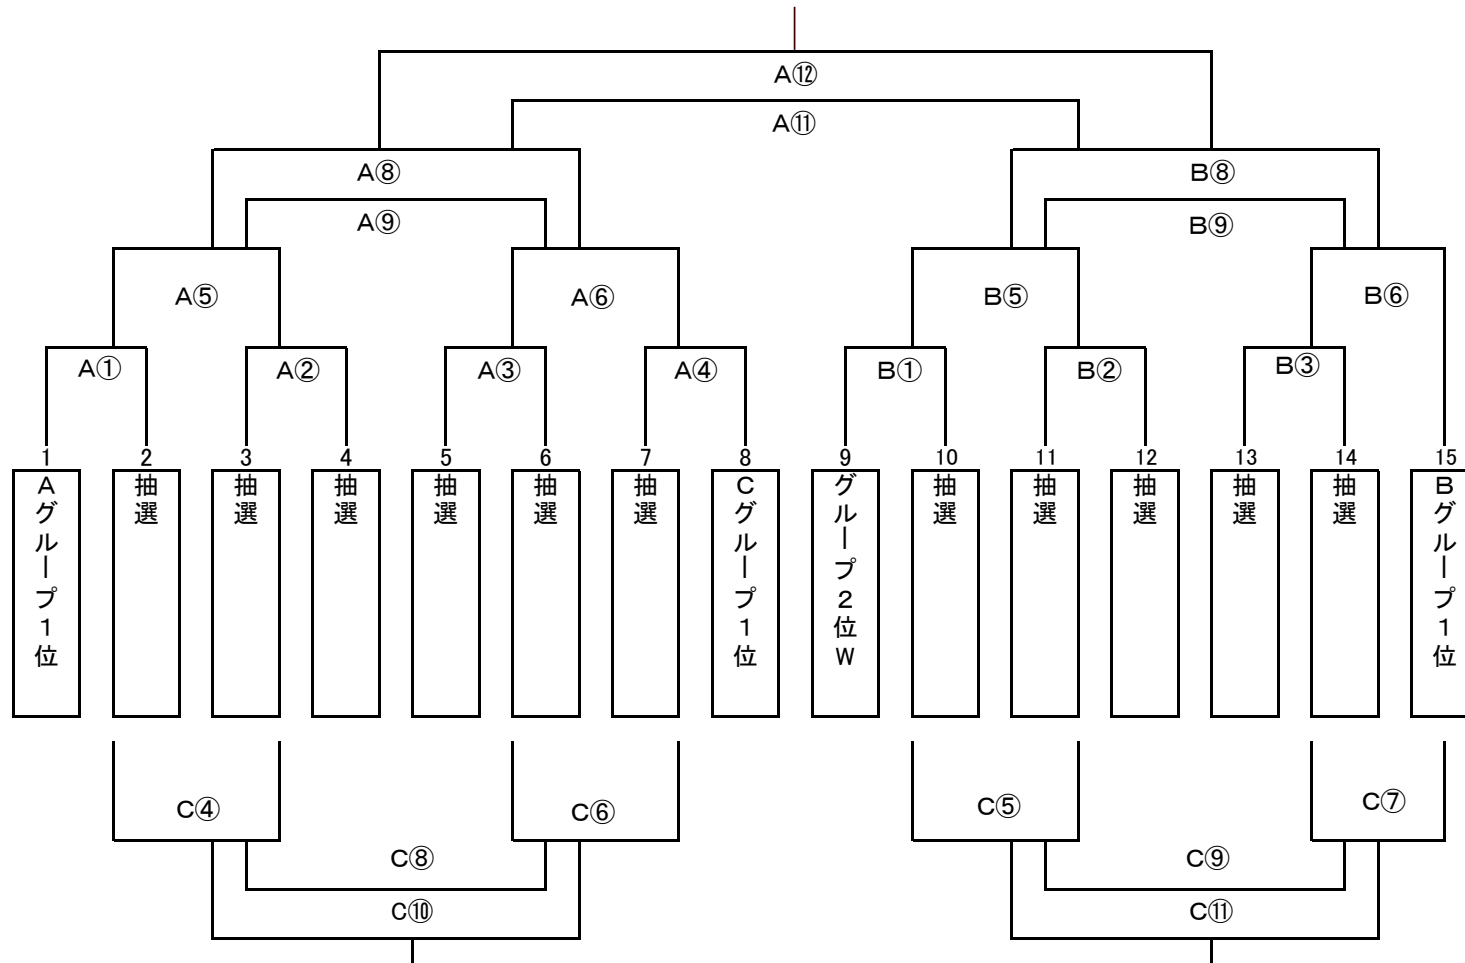 A⑫
A⑪
A⑧
B⑧
A⑨
B⑨
A⑤
A⑥
B⑤
B⑥
A①
A②
A③
A④
B①
B②
B③
1
2
3
4
5
6
7
8
9
10
11
12
13
14
15
Aグループ1位
抽選
抽選
抽選
抽選
抽選
抽選
Cグループ1位
グループ2位W
抽選
抽選
抽選
抽選
抽選
Bグループ1位
C④
C⑥
C⑤
C⑦
C⑧
C⑨
C⑩
C⑪